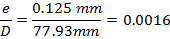 e/D = 0.125 mm/77.93mm = 0.0016